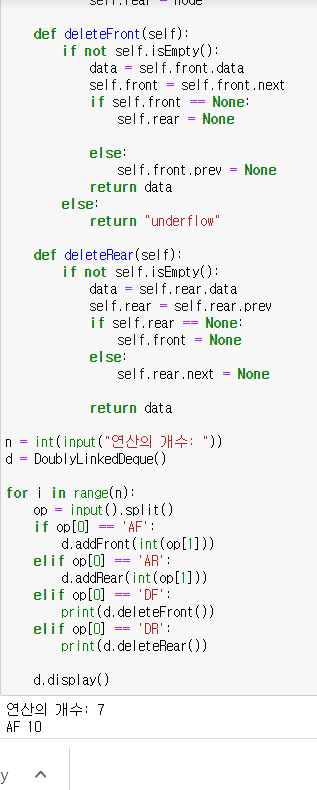 self.rear = node
def deleteFront(self):
if not self.isEmpty():
data = self.front.data
self.front = self.front.next
if self.front == None:
self.rear = None
else:
self.front.prev = None
return data
else:
return "underflow"
def deleteRear(self):
if not self.isEmpty():
data = self.rear.data
self.rear = self.rear.prev
if self.rear == None:
self.front = None
else:
self.rear.next = None
return data
n = int(input("연산의 개수: "))
d = DoublyLinkedDeque()
for i in range(n):
op = input().split()
if op[0] == 'AF':
d.addFront(int(op[1]))
elif op[0] == 'AR':
d.addRear(int(op[1]))
elif op[0] == 'DF':
print(d.deleteFront())
elif op[0] == 'DR':
print(d.deleteRear())
d.display()
연산의 개수: 7
AF 10
y